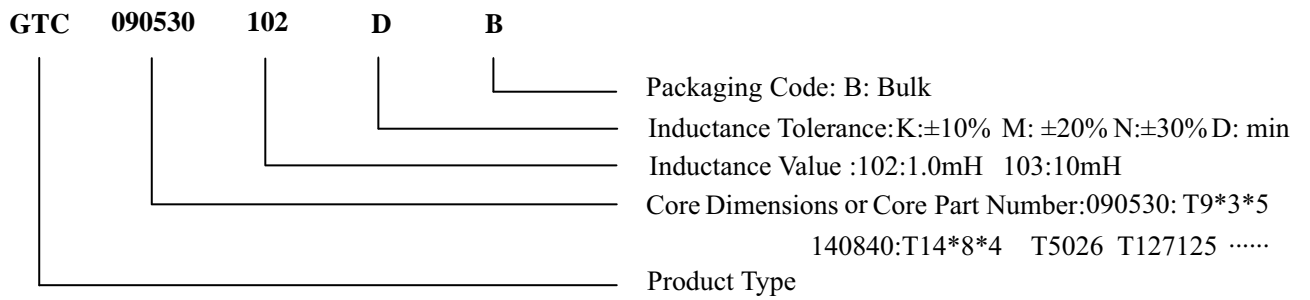 GTC 090530 102 D B
Packaging Code: B: Bulk
Inductance Tolerance:K:±10% M: ±20% N:±30% D: min
Inductance Value :102:1.0mH 103:10mH
Core Dimensions or Core Part Number:090530: T9*3*5
140840:T14*8*4 T5026 T127125 ······
Product Type